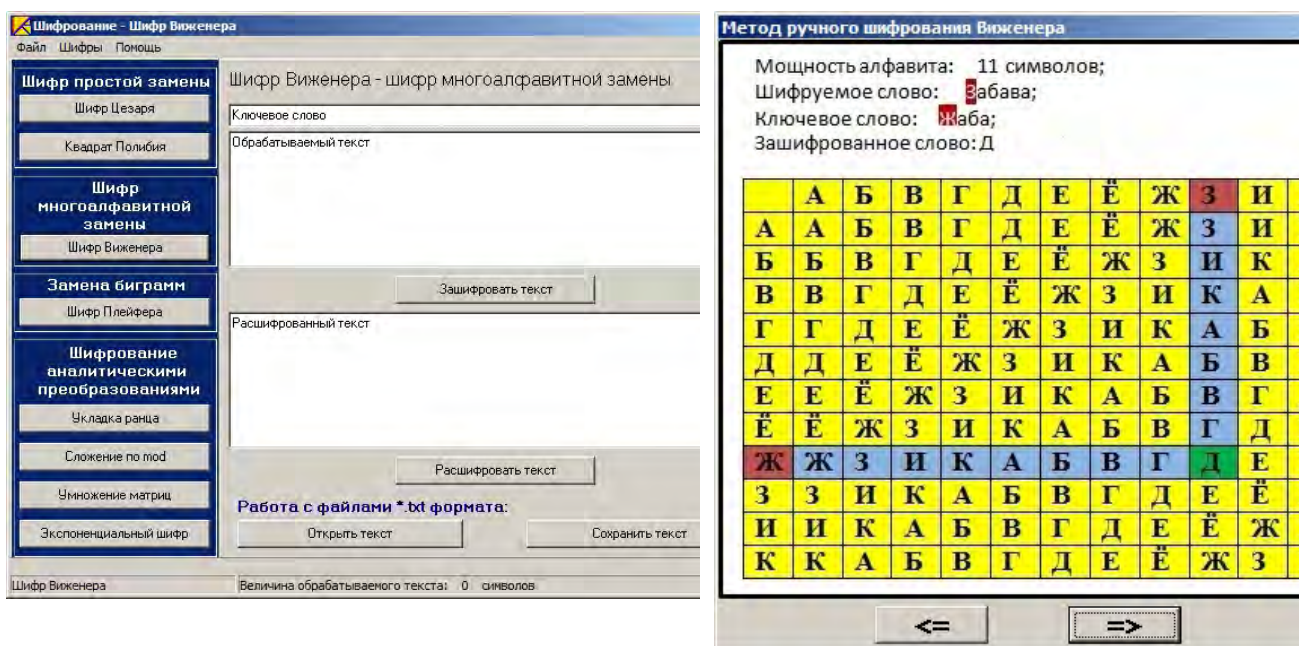 Шифрование - Шифр Виженера
Файл Шифры Помощь
Шифр простой замены
Шифр Цезаря
Квадрат Полибия
Шифр
многоалфавитной
замены
Шифр Виженера
Замена биграмм
Шифр Плейфера
Шифрование
аналитическими
преобразованиями
Укладка ранца
Сложение по mod
Умножение матриц
Экспоненциальный шифр
Шифр Виженера - шифр многоалфавитной замены
Ключевое слово
Обрабатываемый текст
Зашифровать текст
Расшифрованный текст
Расшифровать текст
Работа с файлами *.txt формата:
Открыть текст
Сохранить текст
Шифр Виженера
Величина обрабатываемого текста: 0 символов
Метод ручного шифрования Виженера
Мощность алфавита: 11 символов;
Шифруемое слово: Забава;
Ключевое слово: Жаба;
Зашифрованное слово: Д
А Б В Г Д Е Ё Ж З И
А А Б В Г Д Е Ё Ж З И
Б Б В Г Д Е Ё Ж З И К
В В Г Д Е Ё Ж З И К А
Г Г Д Е Ё Ж З И К А Б
Д Д Е Ё Ж З И К А Б В
Е Е Ё Ж З И К А Б В Г
Ё Ё Ж З И К А Б В Г Д
Ж Ж З И К А Б В Г Д Е
З З И К А Б В Г Д Е Ё
И И К А Б В Г Д Е Ё Ж
К К А Б В Г Д Е Ё Ж З
<= =>